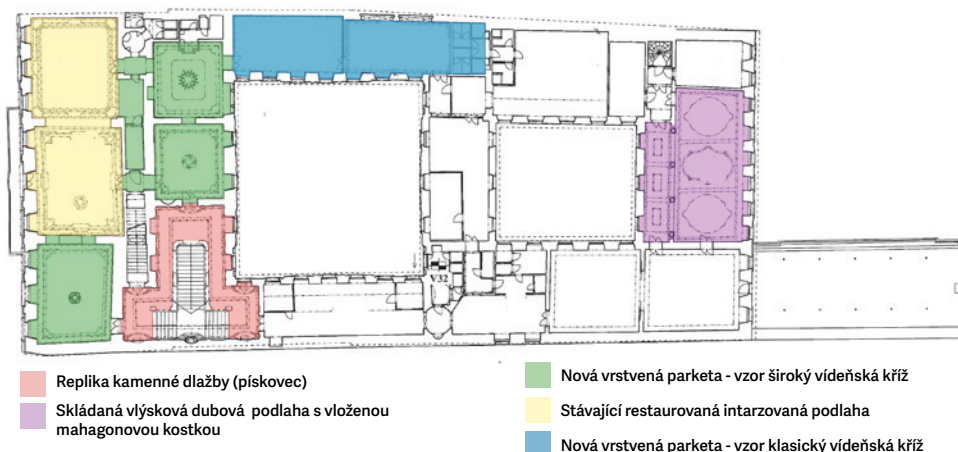 V32
Replika kamenné dlažby (pískovec)
Skládaná vlýsková dubová podlaha s vloženou
mahagonovou kostkou
Nová vrstvená parketa - vzor široký vídeňská kříž
Stávající restaurovaná intarzovaná podlaha
Nová vrstvená parketa - vzor klasický vídeňská kříž